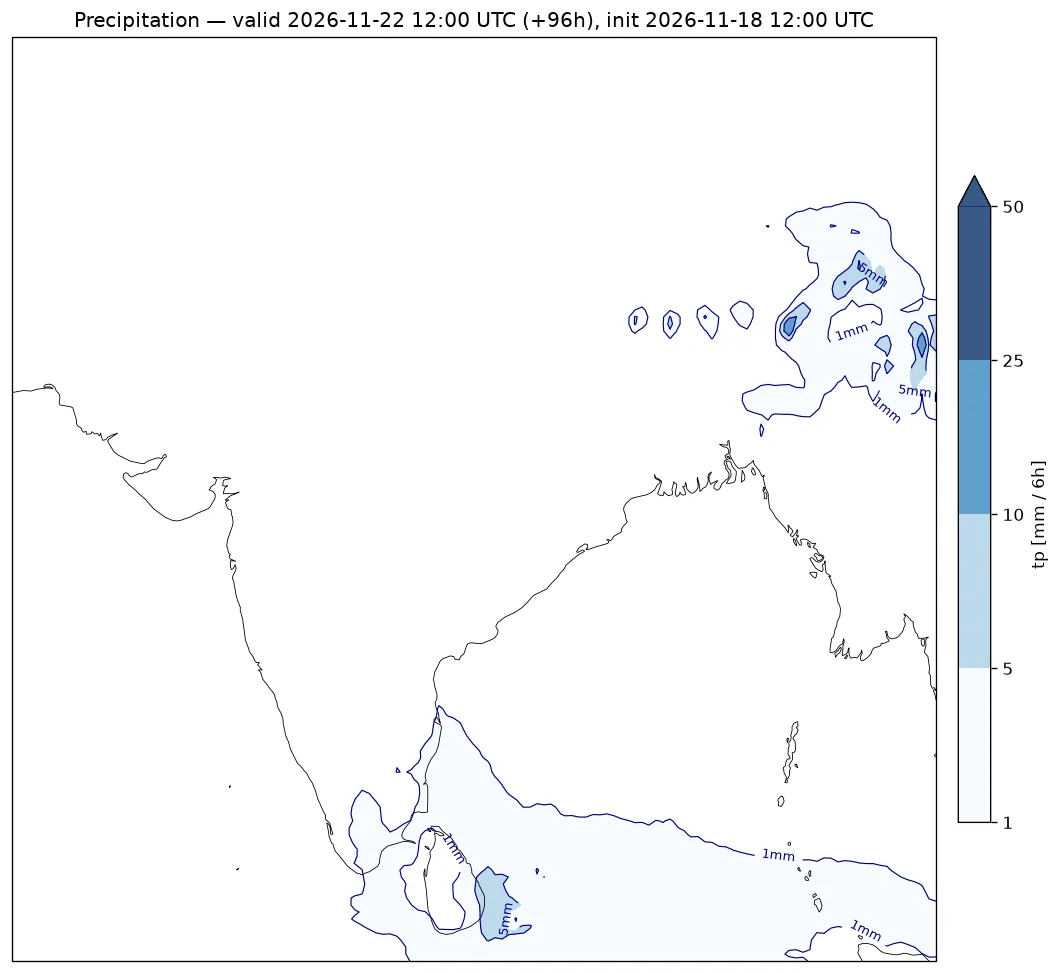 Precipitation — valid 2026-11-22 12:00 UTC (+96h), init 2026-11-18 12:00 UTC
50
5mm
1mm
25
5mm
1mm
tp [mm / 6h]
10
5
1
1mm
1mm
5mm
1mm